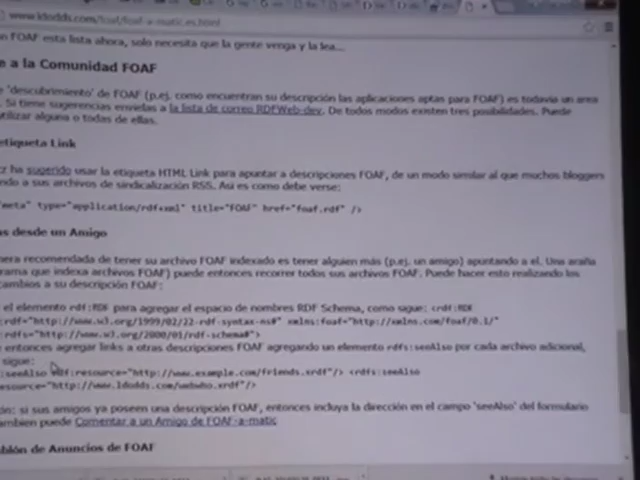 www.ldodds.com/foaf/foaf-a-matic.es.html
FOAF esta lista ahora, solo necesita que la gente venga y la lea...
e a la Comunidad FOAF
'descubrimiento' de FOAF (p.ej. como encuentran su descripción las aplicaciones aptas para FOAF) es todavia un area
Si tiene sugerencias envielas a la lista de correo RDFWeb-dev. De todos modos existen tres posibilidades. Puede
utilizar alguna o todas de ellas.
etiqueta Link
ha sugerido usar la etiqueta HTML Link para apuntar a descripciones FOAF, de un modo similar al que muchos bloggers
ndo a sus archivos de sindicalización RSS. Asi es como debe verse:
"meta" type="application/rdf+xml" title="FOAF" href="foaf.rdf" />
as desde un Amigo
nera recomendada de tener su archivo FOAF indexado es tener alguien más (p.ej. un amigo) apuntando a el. Una araña
rama que indexa archivos FOAF) puede entonces recorrer todos sus archivos FOAF. Puede hacer esto realizando los
cambios a su descripción FOAF:
el elemento rdf:RDF para agregar el espacio de nombres RDF Schema, como sigue: <rdf:RDF
:rdf="http://www.w3.org/1999/02/22-rdf-syntax-ns#" xmlns:foaf="http://xmlns.com/foaf/0.1/"
:rdfs="http://www.w3.org/2000/01/rdf-schema#">
entonces agregar links a otras descripciones FOAF agregando un elemento rdfs:seeAlso por cada archivo adicional,
sigue:
:seeAlso rdf:resource="http://www.example.com/friends.xrdf"/> <rdfs:seeAlso
resource="http://www.ldodds.com/webwho.xrdf"/>
ón: si sus amigos ya poseen una descripción FOAF, entonces incluya la dirección en el campo 'seeAlso' del formulario
ambien puede Comentar a un Amigo de FOAF-a-matic
ablón de Anuncios de FOAF